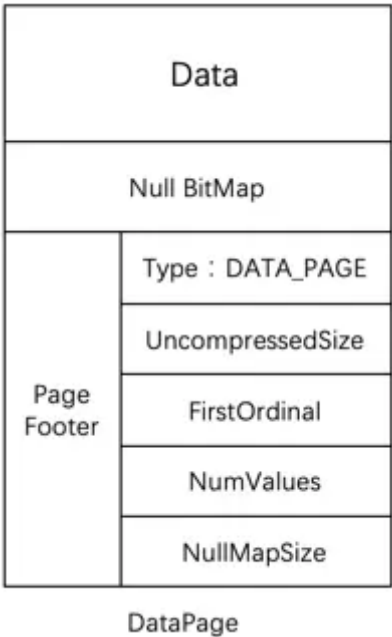 Data
Null BitMap
Page
Footer
Type：DATA_PAGE
UncompressedSize
FirstOrdinal
NumValues
NullMapSize
DataPage